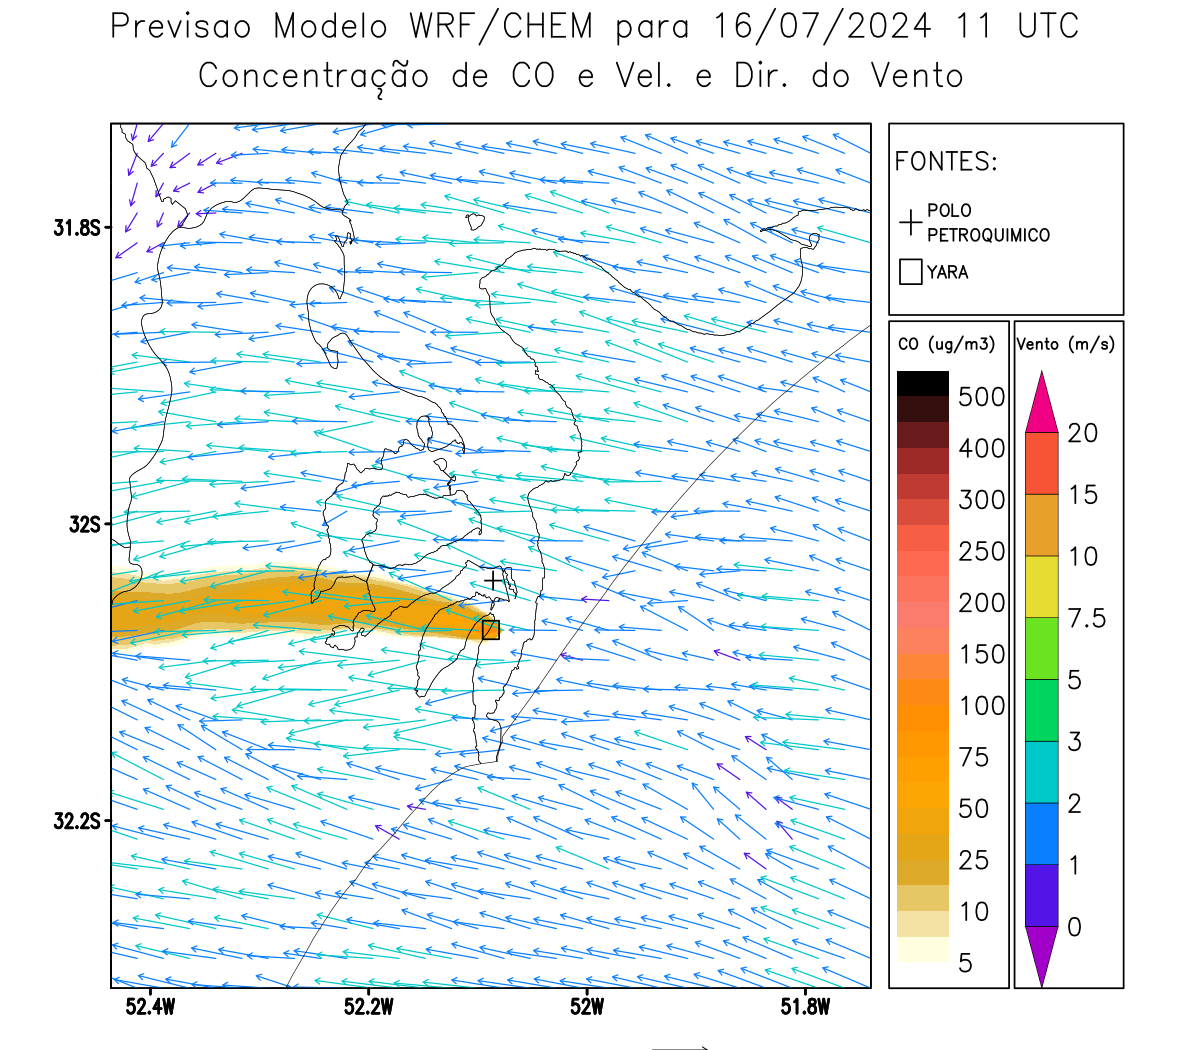 Previsao Modelo WRF/CHEM para 16/07/2024 11 UTC
Concentração de CO e Vel. e Dir. do Vento
FONTES:
POLO
PETROQUIMICO
YARA
CO (ug/m3)
500
400
300
250
200
150
100
75
50
25
10
5
Vento (m/s)
20
15
10
7.5
5
3
2
1
0
31.8S
32S
32.2S
52.4W
52.2W
52W
51.8W